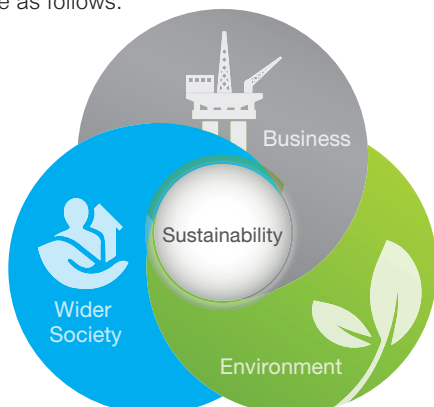 e as follows.
Business
Sustainability
Wider
Society
Environment